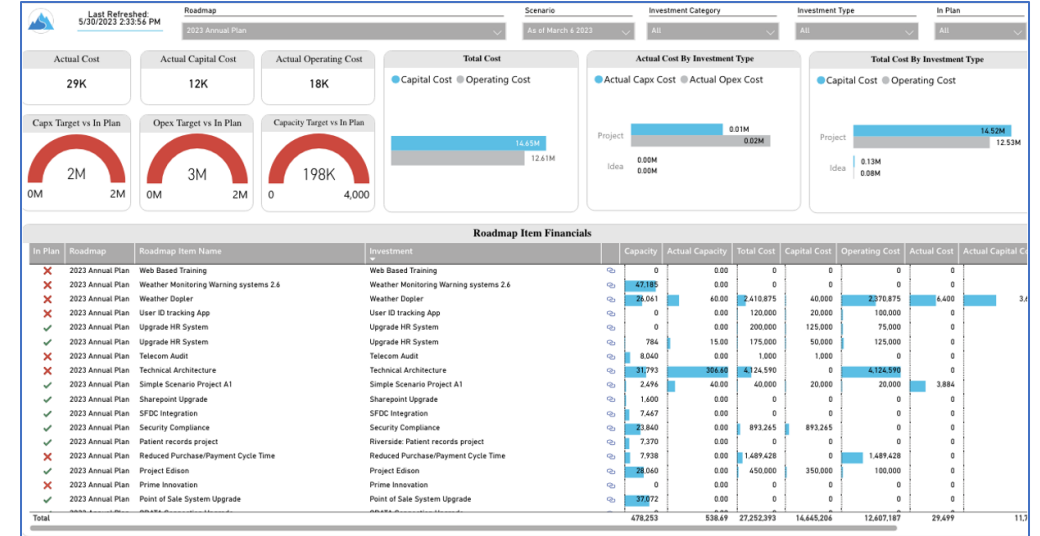 Last Refreshed:
5/30/2023 2:33:56 PM
Roadmap
2023 Annual Plan
Scenario
As of March 6 2023
Investment Category
All
Investment Type
All
In Plan
All
Actual Cost
29K
Actual Capital Cost
12K
Actual Operating Cost
18K
Capx Target vs In Plan
2M
0M 2M
Opex Target vs In Plan
3M
0M 2M
Capacity Target vs In Plan
198K
0 4,000
Total Cost
Capital Cost Operating Cost
14.65M
12.61M
Actual Cost By Investment Type
Actual Capx Cost Actual Opex Cost
Project 0.01M
0.02M
Idea 0.00M
0.00M
Total Cost By Investment Type
Capital Cost Operating Cost
Project 14.52M
12.53M
Idea 0.13M
0.08M
Roadmap Item Financials
In Plan Roadmap Roadmap Item Name Investment Capacity Actual Capacity Total Cost Capital Cost Operating Cost Actual Cost Actual Capital Co
2023 Annual Plan Web Based Training Web Based Training 0 0.00 0 0 0 0
2023 Annual Plan Weather Monitoring Warning systems 2.6 Weather Monitoring Warning systems 2.6 47,185 0.00 0 0 0 0
2023 Annual Plan Weather Dopler Weather Dopler 26,061 60.00 2,410,875 40,000 2,370,875 6,400 3,6
2023 Annual Plan User ID tracking App User ID tracking App 0 0.00 120,000 20,000 100,000 0
2023 Annual Plan Upgrade HR System Upgrade HR System 0 0.00 200,000 125,000 75,000 0
2023 Annual Plan Upgrade HR System Upgrade HR System 784 15.00 175,000 50,000 125,000 0
2023 Annual Plan Telecom Audit Telecom Audit 8,040 0.00 1,000 1,000 0 0
2023 Annual Plan Technical Architecture Technical Architecture 31,793 306.60 4,124,590 0 4,124,590 0
2023 Annual Plan Simple Scenario Project A1 Simple Scenario Project A1 2,496 40.00 40,000 20,000 20,000 3,884
2023 Annual Plan Sharepoint Upgrade Sharepoint Upgrade 1,600 0.00 0 0 0 0
2023 Annual Plan SFDC Integration SFDC Integration 7,467 0.00 0 0 0 0
2023 Annual Plan Security Compliance Security Compliance 23,840 0.00 893,265 893,265 0 0
2023 Annual Plan Patient records project Riverside: Patient records project 7,370 0.00 0 0 0 0
2023 Annual Plan Reduced Purchase/Payment Cycle Time Reduced Purchase/Payment Cycle Time 7,938 0.00 1,489,428 0 1,489,428 0
2023 Annual Plan Project Edison Project Edison 28,060 0.00 450,000 350,000 100,000 0
2023 Annual Plan Prime Innovation Prime Innovation 0 0.00 0 0 0 0
2023 Annual Plan Point of Sale System Upgrade Point of Sale System Upgrade 37,072 0.00 0 0 0 0
Total 478,253 538.69 27,252,393 14,645,206 12,607,187 29,499 11,7